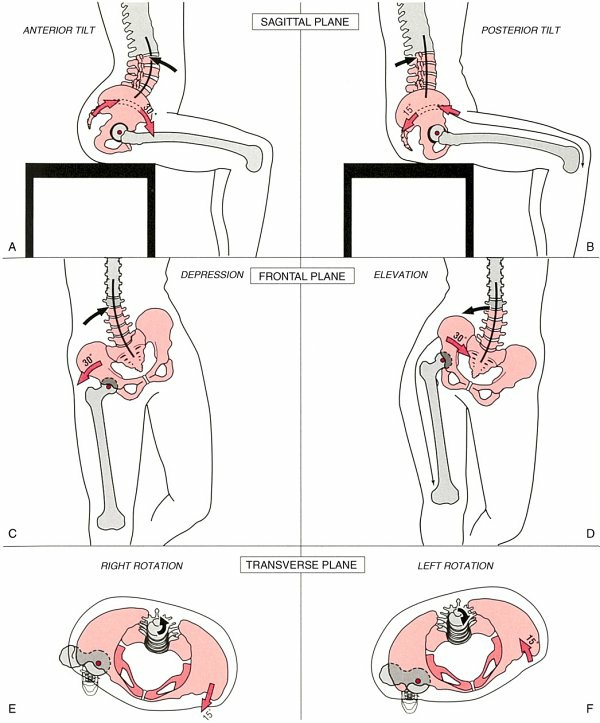 SAGITTAL PLANE
ANTERIOR TILT
POSTERIOR TILT
30°
15°
A
B
FRONTAL PLANE
DEPRESSION
ELEVATION
30°
30°
C
D
TRANSVERSE PLANE
RIGHT ROTATION
LEFT ROTATION
15°
15°
E
F